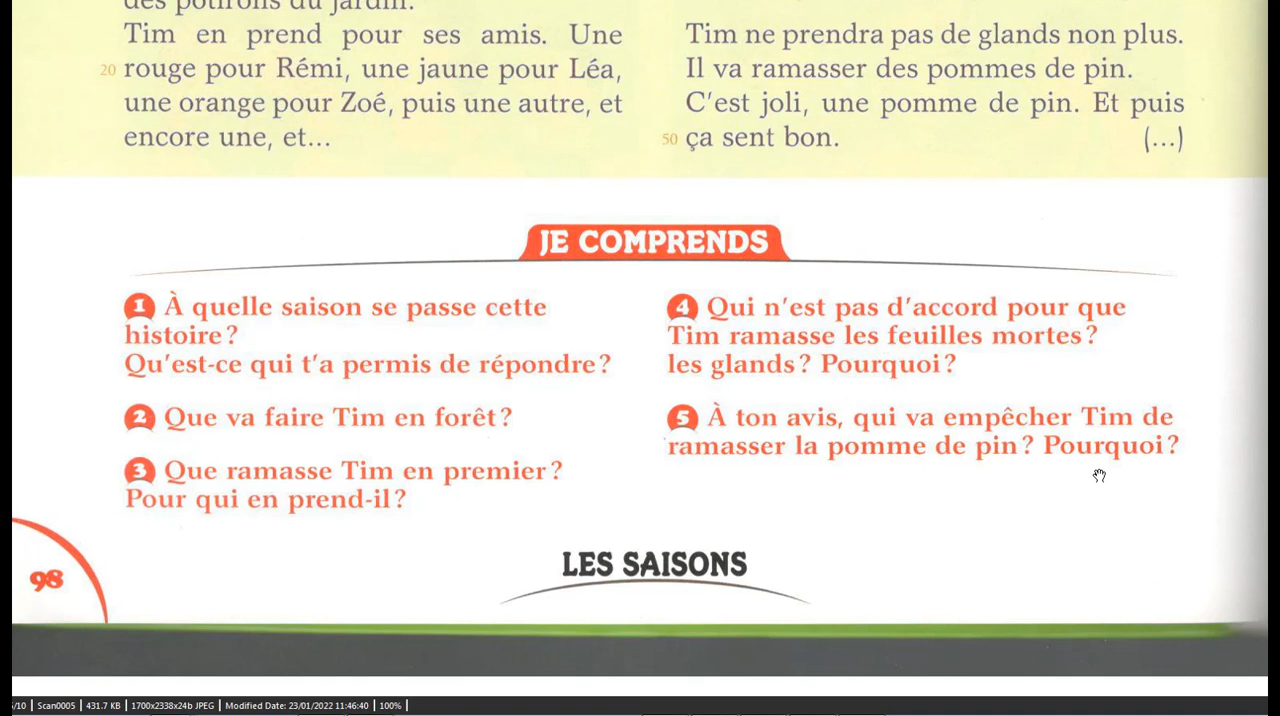 des potirons du jardin.
Tim en prend pour ses amis. Une
20 rouge pour Rémi, une jaune pour Léa,
une orange pour Zoé, puis une autre, et
encore une, et...
Tim ne prendra pas de glands non plus.
Il va ramasser des pommes de pin.
C'est joli, une pomme de pin. Et puis
50 ça sent bon. (...)
JE COMPRENDS
1 À quelle saison se passe cette
histoire ?
Qu'est-ce qui t'a permis de répondre ?
2 Que va faire Tim en forêt ?
3 Que ramasse Tim en premier ?
Pour qui en prend-il ?
4 Qui n'est pas d'accord pour que
Tim ramasse les feuilles mortes ?
les glands ? Pourquoi ?
5 À ton avis, qui va empêcher Tim de
ramasser la pomme de pin ? Pourquoi ?
98
LES SAISONS
/10 | Scan0005 | 431.7 KB | 1700x2338x24b JPEG | Modified Date: 23/01/2022 11:46:40 | 100% |